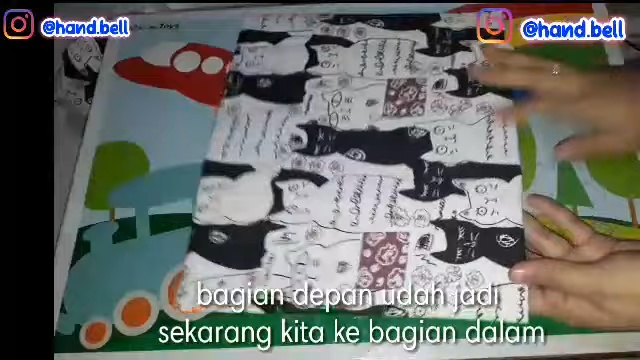 @hand.bell
@hand.bell
bagian depan udah jadi
sekarang kita ke bagian dalam